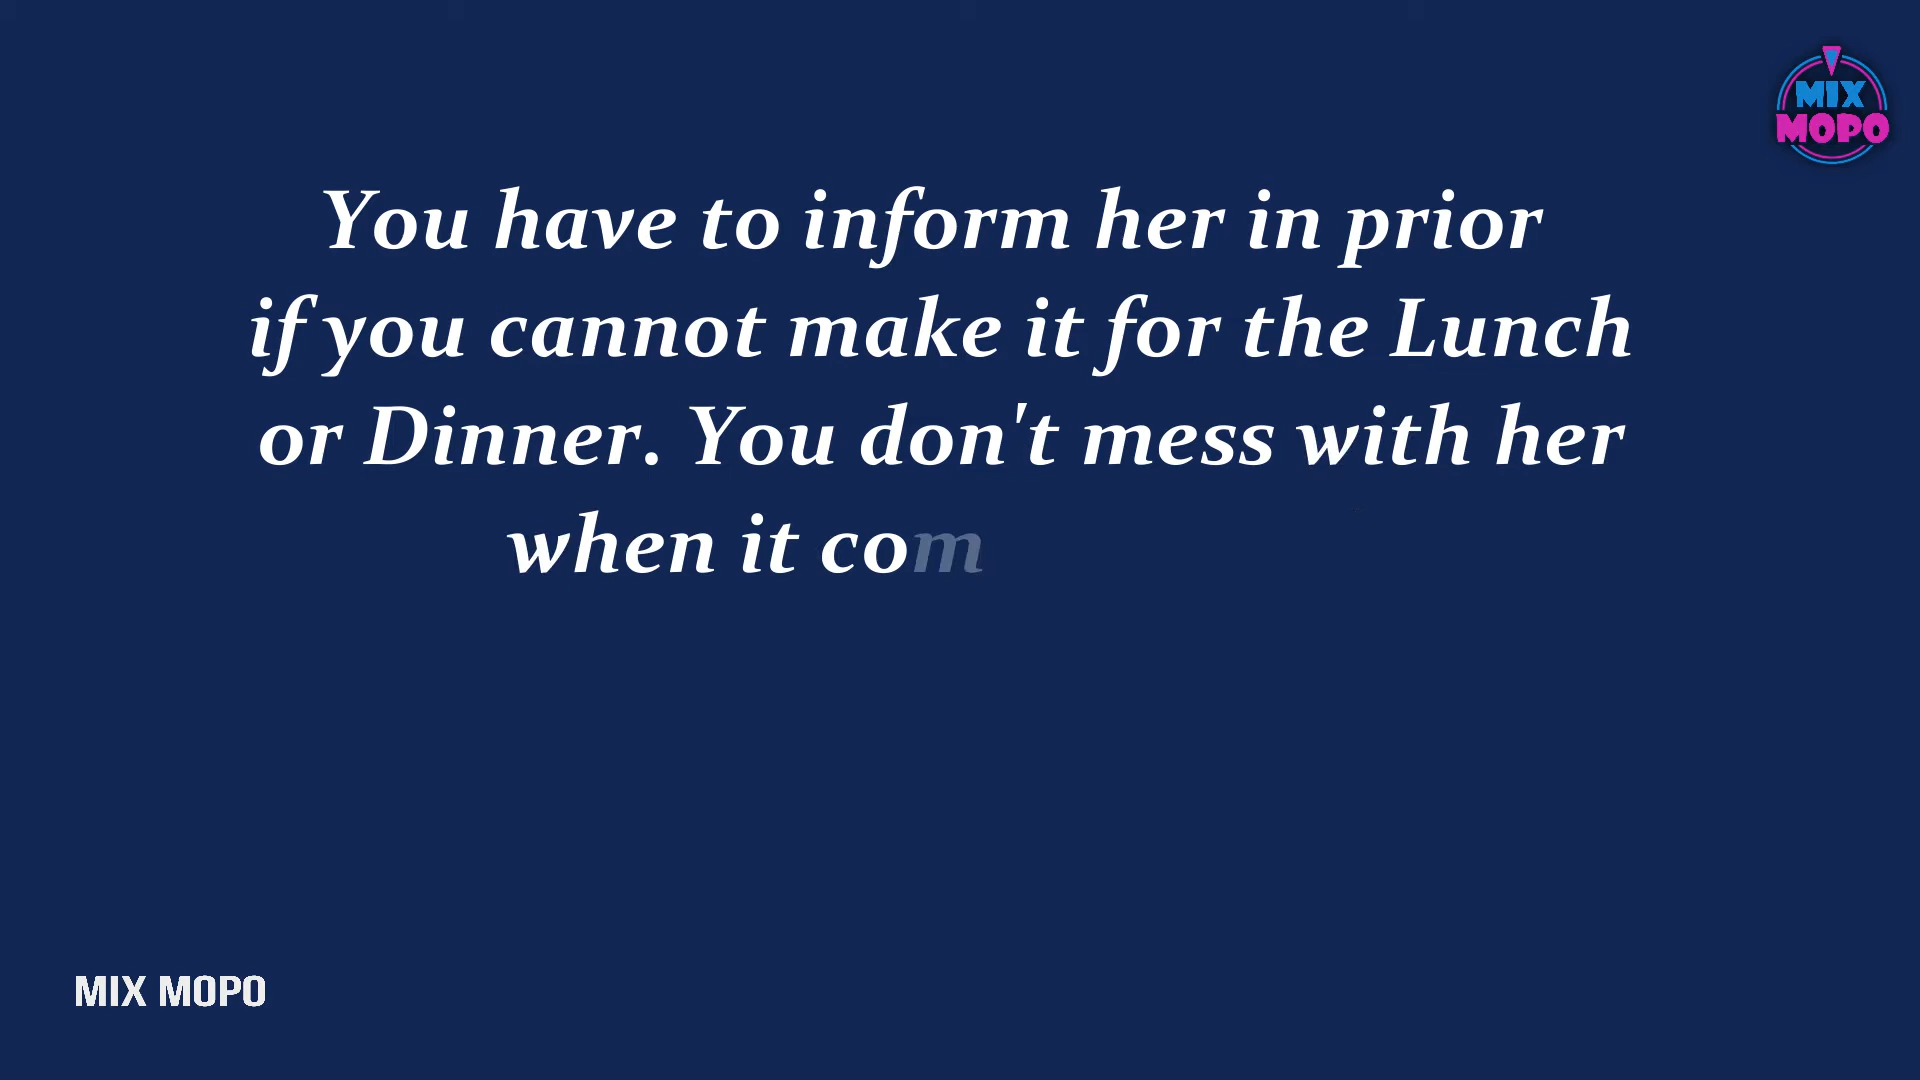 MIX
MOPO
You have to inform her in prior
if you cannot make it for the Lunch
or Dinner. You don't mess with her
when it com
MIX MOPO